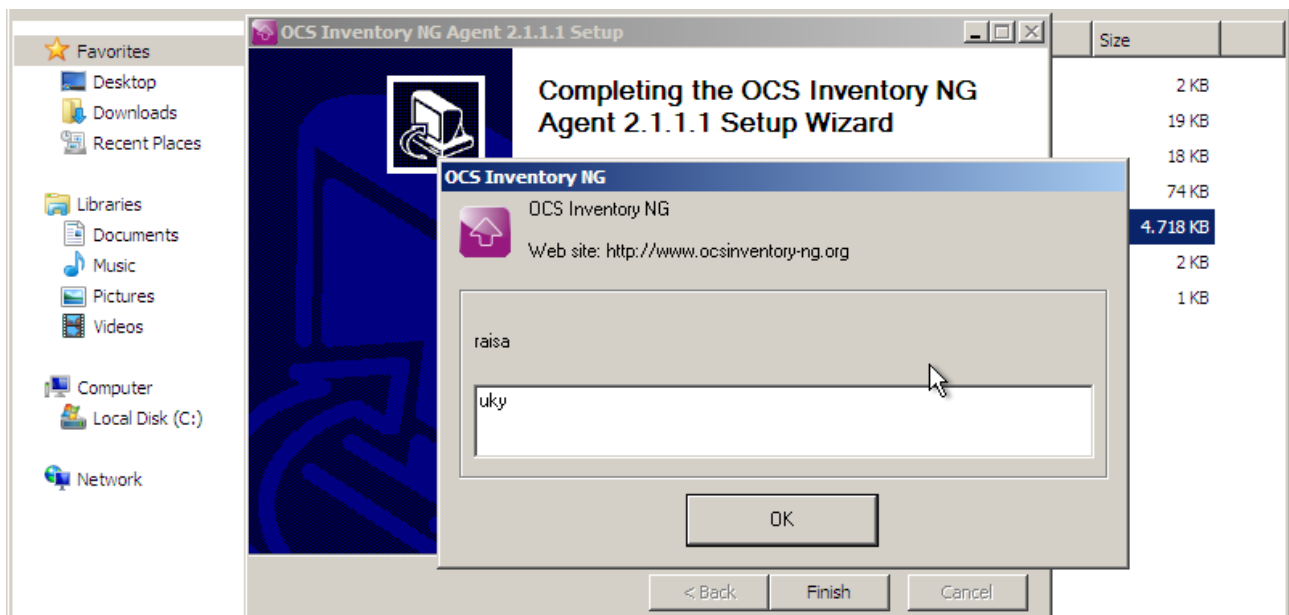 Favorites
Desktop
Downloads
Recent Places
Libraries
Documents
Music
Pictures
Videos
Computer
Local Disk (C:)
Network
OCS Inventory NG Agent 2.1.1.1 Setup
Completing the OCS Inventory NG
Agent 2.1.1.1 Setup Wizard
OCS Inventory NG
OCS Inventory NG
Web site: http://www.ocsinventory-ng.org
raisa
uky
OK
< Back
Finish
Cancel
Size
2 KB
19 KB
18 KB
74 KB
4.718 KB
2 KB
1 KB